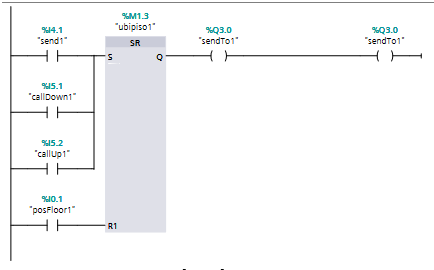 %I4.1
"send1"
%M1.3
"ubipiso1"
%Q3.0
"sendTo1"
%Q3.0
"sendTo1"
SR
S
Q
%I5.1
"callDown1"
%I5.2
"callUp1"
%I0.1
"posFloor1"
R1